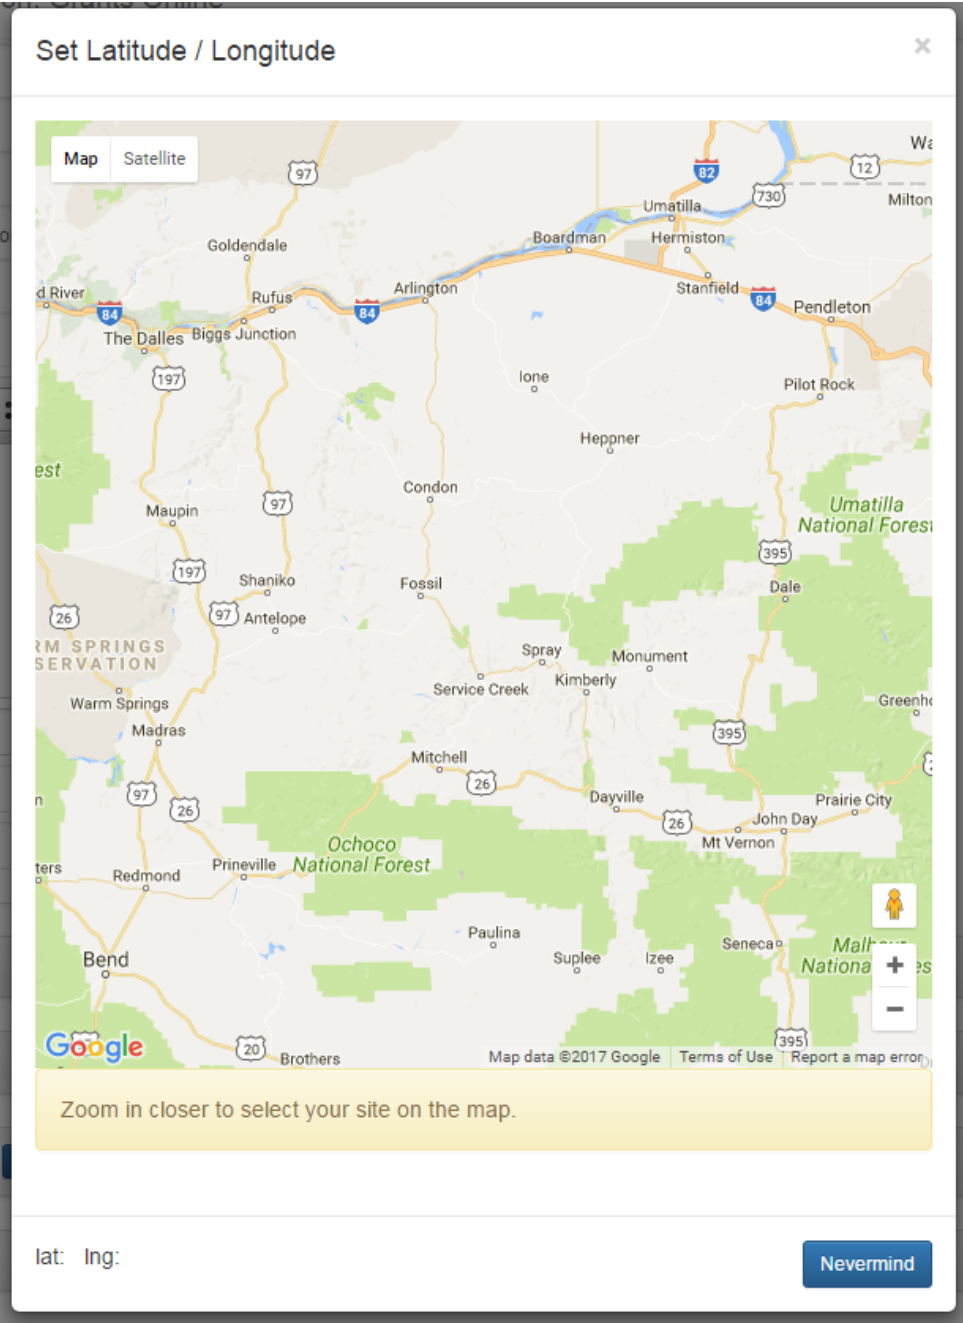 Set Latitude / Longitude
×
Map Satellite
97
82
12
Wa
730
Milton
Umatilla
Goldendale
Boardman
Hermiston
d River
Rufus
Arlington
Stanfield
84
84
84
Pendleton
The Dalles
Biggs Junction
197
Ione
Pilot Rock
Heppner
est
Condon
97
Maupin
Umatilla
National Forest
395
197
Shaniko
Fossil
Dale
26
97
Antelope
RM SPRINGS
SERVATION
Spray
Monument
Service Creek
Kimberly
Warm Springs
Greenho
Madras
395
Mitchell
26
97
26
Dayville
Prairie City
26
John Day
Mt Vernon
Ochoco
National Forest
ters
Redmond
Prineville
Paulina
Seneca
Malheur
Bend
Suplee
Izee
Nationa
es
+
−
Google
20
Brothers
395
Map data ©2017 Google Terms of Use Report a map error
Zoom in closer to select your site on the map.
lat: lng:
Nevermind